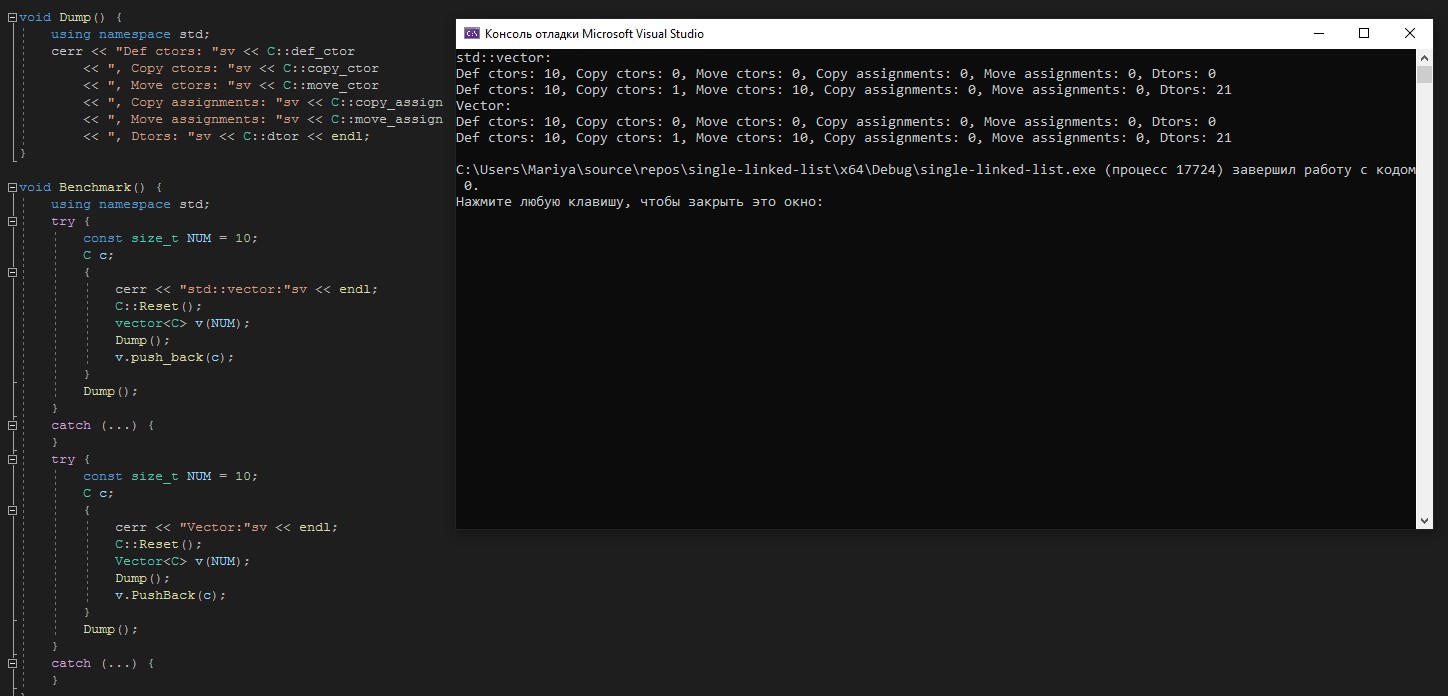 void Dump() {
    using namespace std;
    cerr << "Def ctors: "sv << C::def_ctor
        << ", Copy ctors: "sv << C::copy_ctor
        << ", Move ctors: "sv << C::move_ctor
        << ", Copy assignments: "sv << C::copy_assign
        << ", Move assignments: "sv << C::move_assign
        << ", Dtors: "sv << C::dtor << endl;
}
void Benchmark() {
    using namespace std;
    try {
        const size_t NUM = 10;
        C c;
        {
            cerr << "std::vector:"sv << endl;
            C::Reset();
            vector<C> v(NUM);
            Dump();
            v.push_back(c);
        }
        Dump();
    }
    catch (...) {
    }
    try {
        const size_t NUM = 10;
        C c;
        {
            cerr << "Vector:"sv << endl;
            C::Reset();
            Vector<C> v(NUM);
            Dump();
            v.PushBack(c);
        }
        Dump();
    }
    catch (...) {
    }
C:\
Консоль отладки Microsoft Visual Studio
std::vector:
Def ctors: 10, Copy ctors: 0, Move ctors: 0, Copy assignments: 0, Move assignments: 0, Dtors: 0
Def ctors: 10, Copy ctors: 1, Move ctors: 10, Copy assignments: 0, Move assignments: 0, Dtors: 21
Vector:
Def ctors: 10, Copy ctors: 0, Move ctors: 0, Copy assignments: 0, Move assignments: 0, Dtors: 0
Def ctors: 10, Copy ctors: 1, Move ctors: 10, Copy assignments: 0, Move assignments: 0, Dtors: 21
C:\Users\Mariya\source\repos\single-linked-list\x64\Debug\single-linked-list.exe (процесс 17724) завершил работу с кодом
 0.
Нажмите любую клавишу, чтобы закрыть это окно: